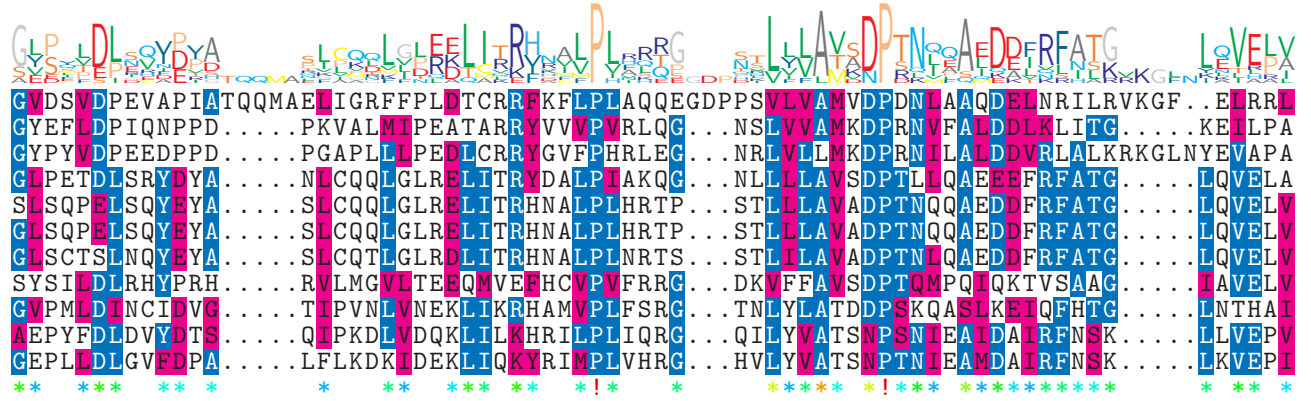 GVDSVDPEVAPIATQQMAELIGRFFPLDTCRRFKFLPLAQQEGDPPSVLVAMVDPDNLAAQDELNRILRVKGF..ELRRL
GYEFLDPIQNPPD.....PKVALMIPEATARRYVVVPVRLQG...NSLVVAMKDPRNVFALDDLKLITG.....KEILPA
GYPYVDPEEDPPD.....PGAPLLLPEDLCRRYGVFPHRLEG...NRLVLLMKDPRNILALDDVRLALKRKGLNYEVAPA
GLPETDLSRYDYA.....NLCQQLGLRELITRYDALPIAKQG...NLLLLAVSDPTLLQAEEEFRFATG.....LQVELA
SLSQPELSQYEYA.....SLCQQLGLRELITRHNALPLHRTP...STLLLAVADPTNQQAEDDFRFATG.....LQVELV
GLSQPELSQYEYA.....SLCQQLGLRELITRHNALPLHRTP...STLLLAVADPTNQQAEDDFRFATG.....LQVELV
GLSCTSLNQYEYA.....SLCQTLGLRDLITRHNALPLNRTS...STLILAVADPTNLQAEDDFRFATG.....LQVELV
SYSILDLRHYPRH.....RVLMGVLTEEQMVEFHCVPVFRRG...DKVFFAVSDPTQMPQIQKTVSAAG.....IAVELV
GVPMLDINCIDVG.....TIPVNLVNEKLIKRHAMVPLFSRG...TNLYLATDDPSKQASLKEIQFHTG.....LNTHAI
AEPYFDLDVYDTS.....QIPKDLVDQKLILKHRILPLIQRG...QILYVATSNPSNIEAIDAIRFNSK.....LLVEPV
GEPLLDLGVFDPA.....LFLKDKIDEKLIQKYRIMPLVHRG...HVLYVATSNPTNIEAMDAIRFNSK.....LKVEPI
** *** ** * * ** *** ** *! * ***** *!*** ********** * ** *